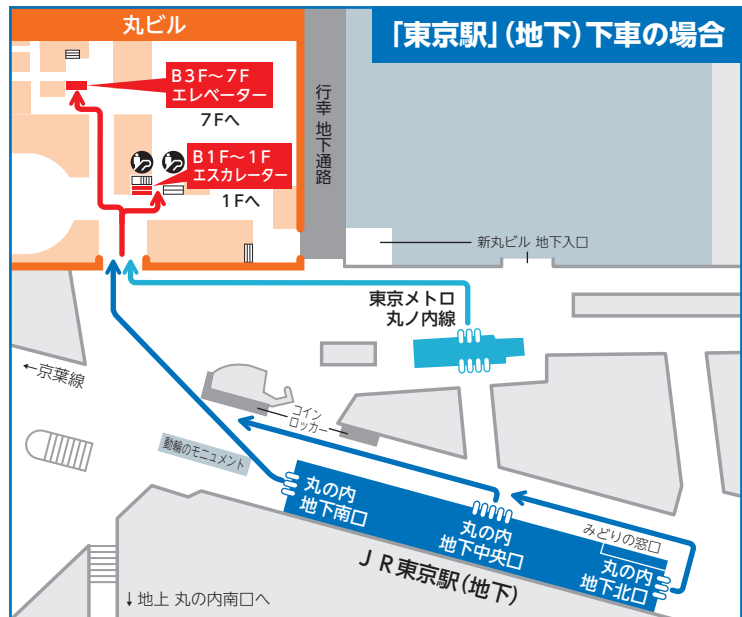 「東京駅」(地下)下車の場合
丸ビル
B3F〜7F
エレベーター
7Fへ
B1F〜1F
エスカレーター
1Fへ
行幸 地下通路
新丸ビル 地下入口
東京メトロ
丸ノ内線
←京葉線
コイン
ロッカー
動輪のモニュメント
丸の内
地下南口
丸の内
地下中央口
みどりの窓口
丸の内
地下北口
JR東京駅(地下)
↓地上 丸の内南口へ